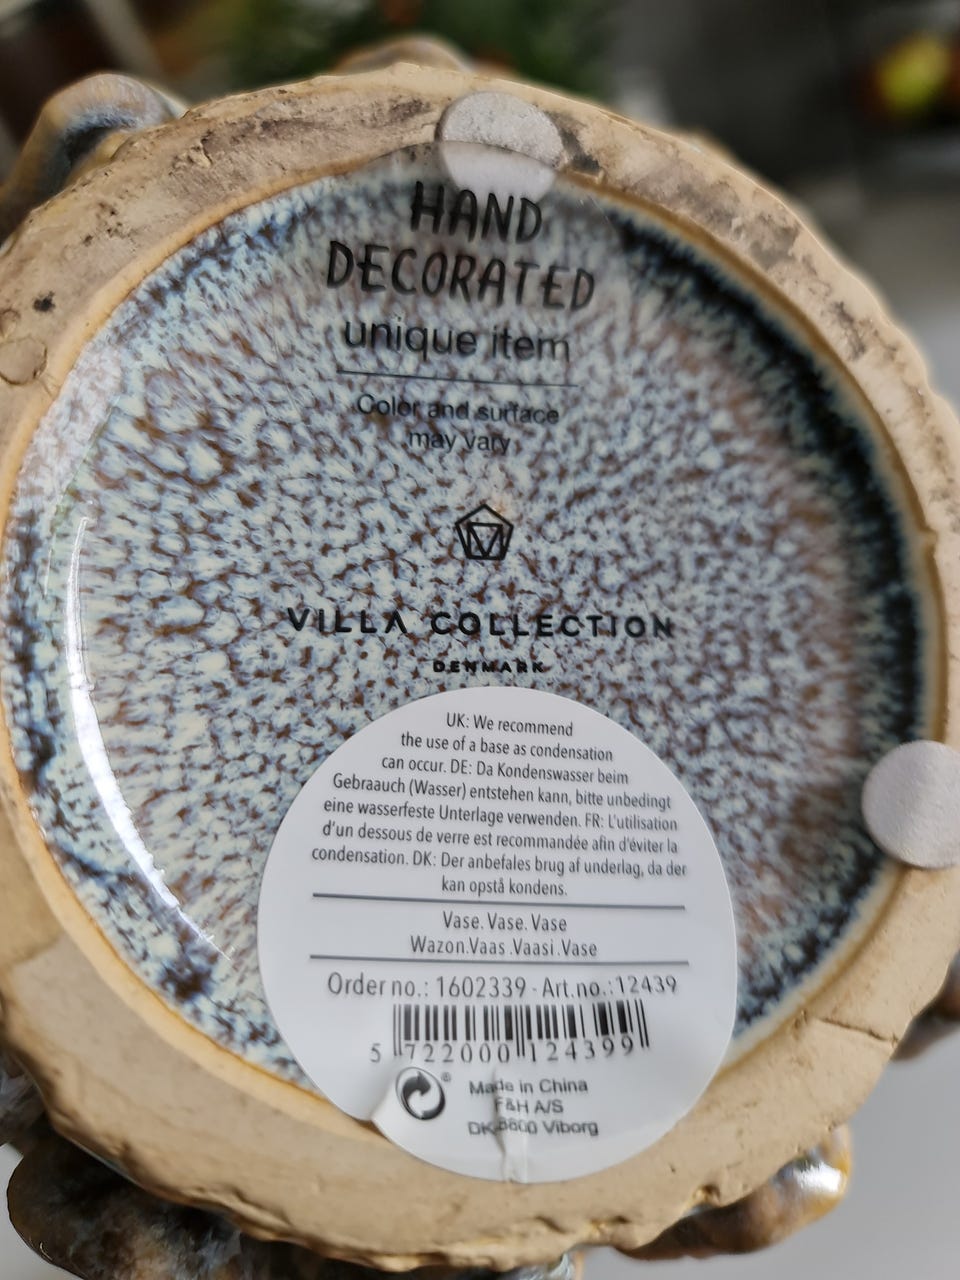 HAND
DECORATED
unique item
Color and surface
may vary
VILLA COLLECTION
DENMARK
UK: We recommend
the use of a base as condensation
can occur. DE: Da Kondenswasser beim
Gebraauch (Wasser) entstehen kann, bitte unbedingt
eine wasserfeste Unterlage verwenden. FR: L'utilisation
d'un dessous de verre est recommandée afin d'éviter la
condensation. DK: Der anbefales brug af underlag, da der
kan opstå kondens.
Vase.Vase.Vase
Wazon.Vaas.Vaasi.Vase
Order no.: 1602339 - Art.no.:12439
5 722000 124399
Made in China
F&H A/S
DK-8800 Viborg